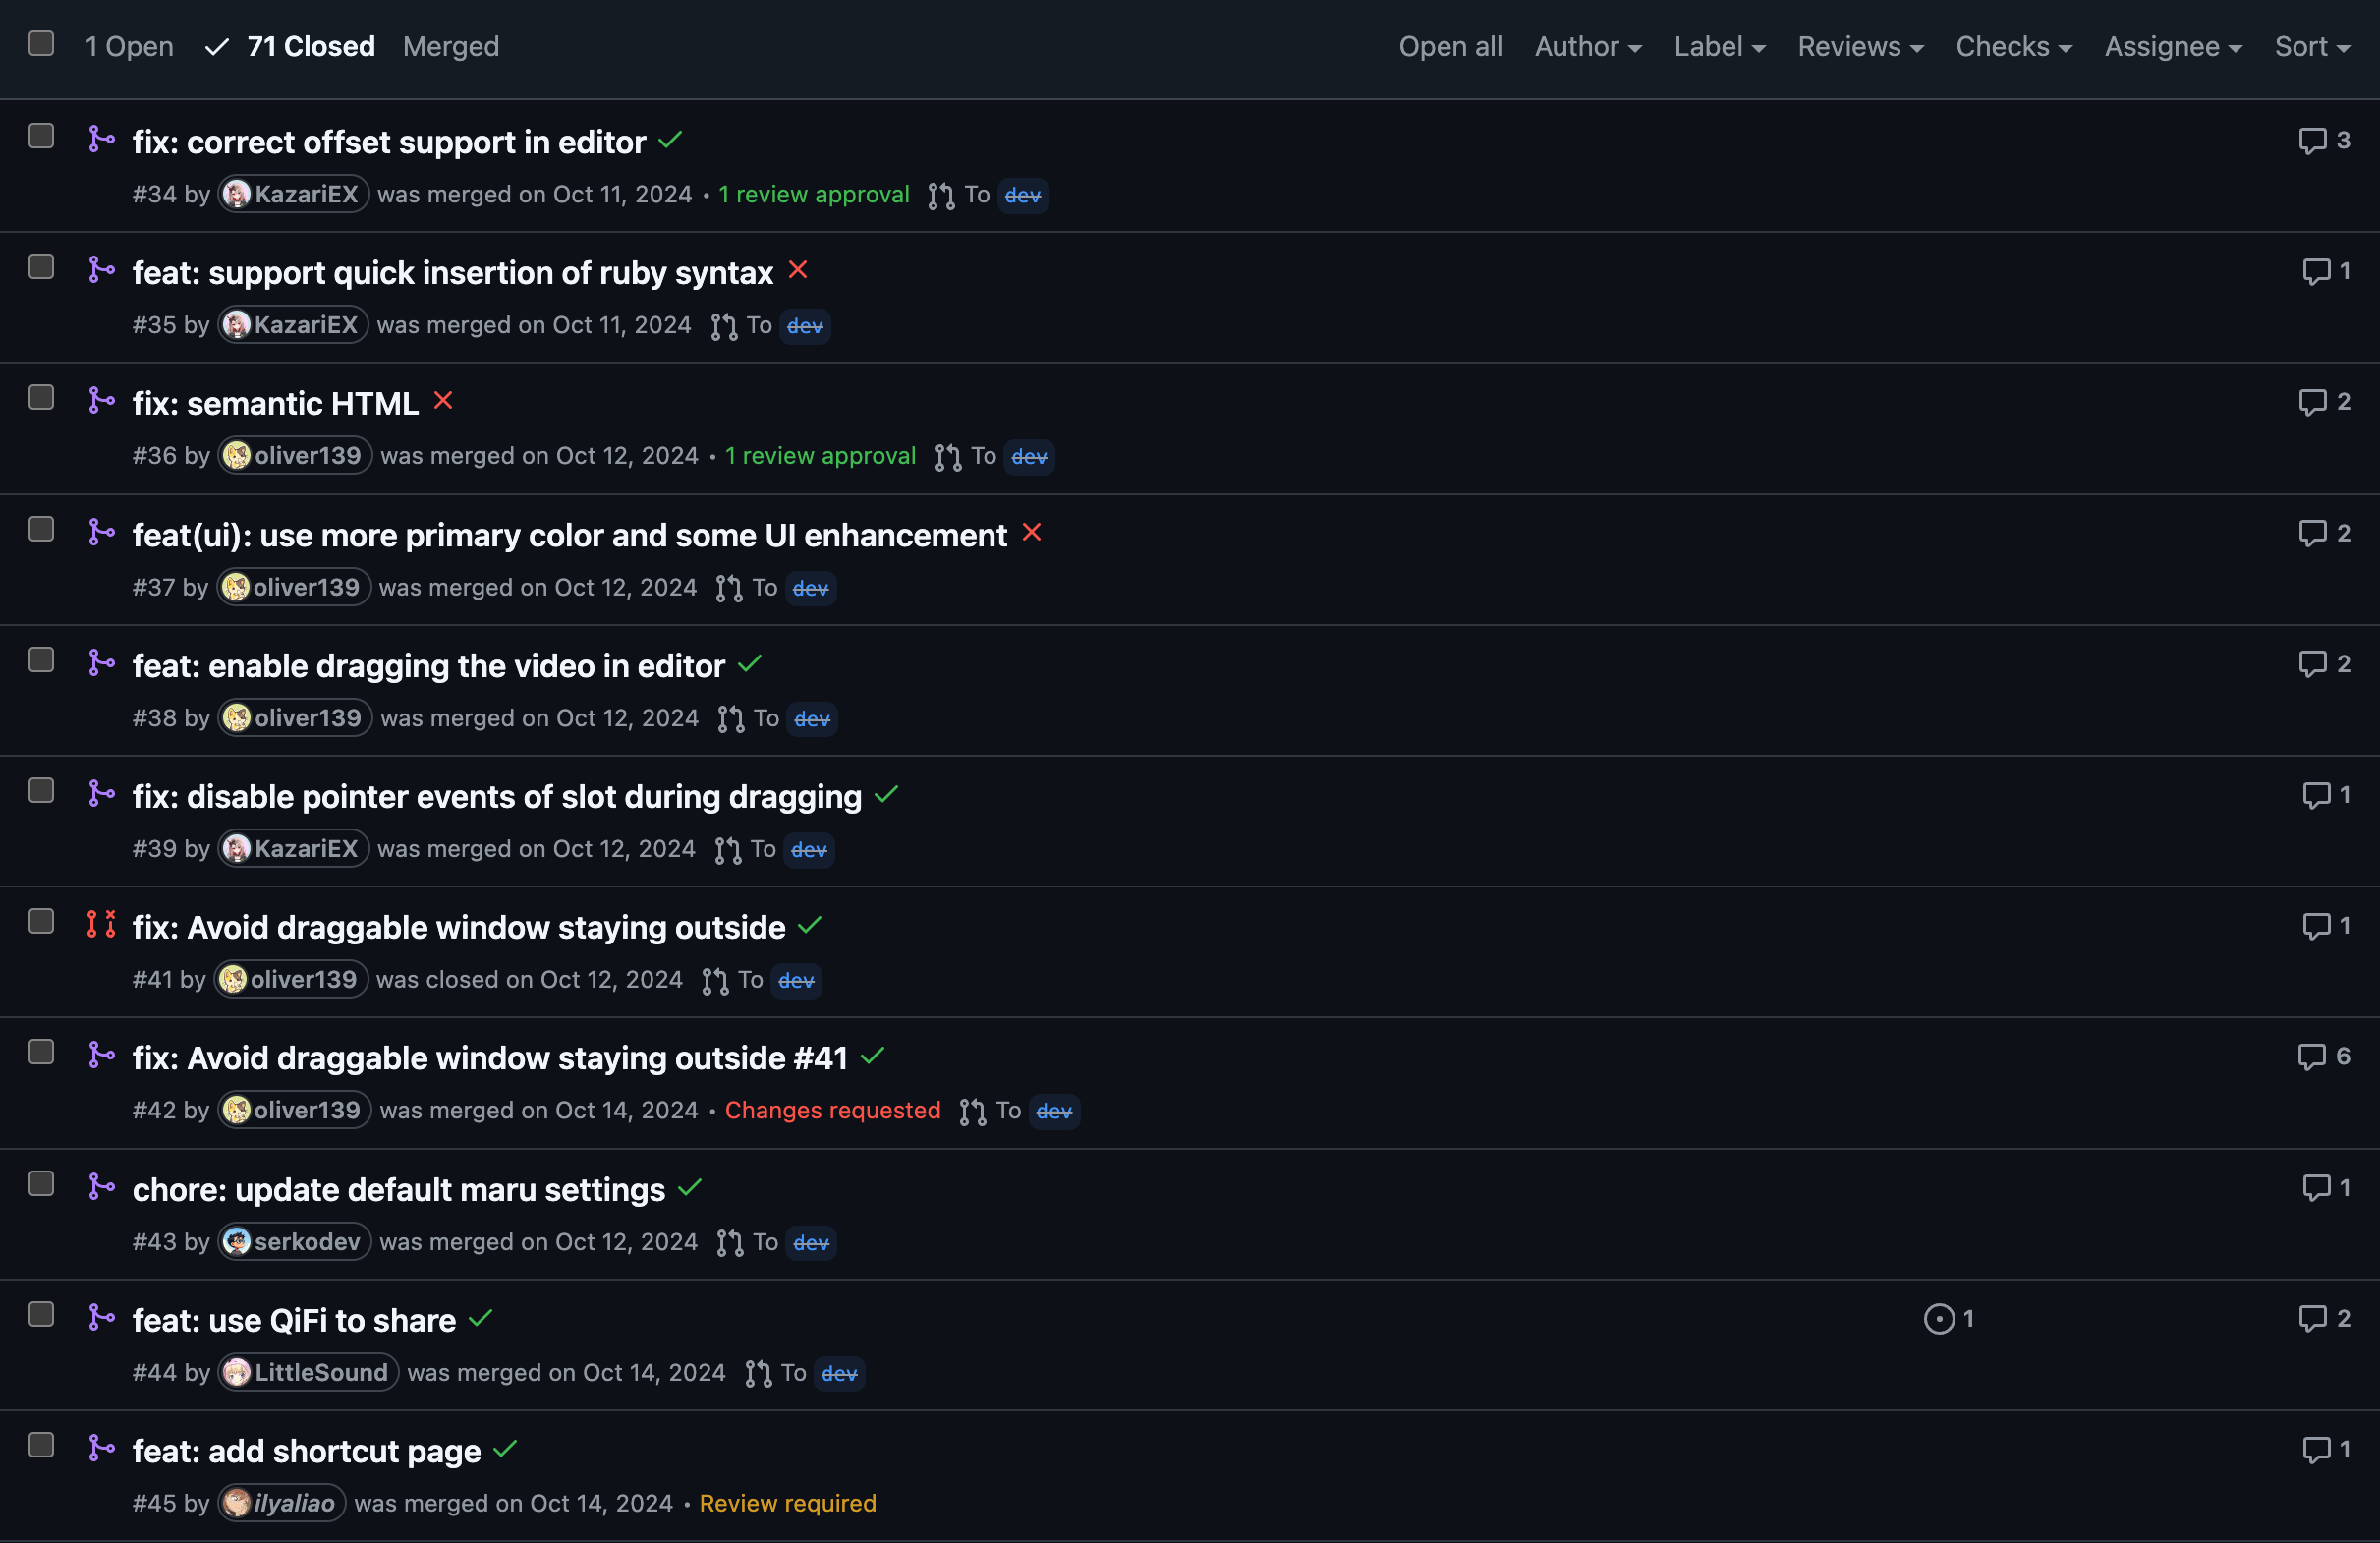 1 Open 71 Closed Merged Open all Author Label Reviews Checks Assignee Sort
fix: correct offset support in editor 3
#34 by KazariEX was merged on Oct 11, 2024 • 1 review approval To dev
feat: support quick insertion of ruby syntax 1
#35 by KazariEX was merged on Oct 11, 2024 To dev
fix: semantic HTML 2
#36 by oliver139 was merged on Oct 12, 2024 • 1 review approval To dev
feat(ui): use more primary color and some UI enhancement 2
#37 by oliver139 was merged on Oct 12, 2024 To dev
feat: enable dragging the video in editor 2
#38 by oliver139 was merged on Oct 12, 2024 To dev
fix: disable pointer events of slot during dragging 1
#39 by KazariEX was merged on Oct 12, 2024 To dev
fix: Avoid draggable window staying outside 1
#41 by oliver139 was closed on Oct 12, 2024 To dev
fix: Avoid draggable window staying outside #41 6
#42 by oliver139 was merged on Oct 14, 2024 • Changes requested To dev
chore: update default maru settings 1
#43 by serkodev was merged on Oct 12, 2024 To dev
feat: use QiFi to share 1 2
#44 by LittleSound was merged on Oct 14, 2024 To dev
feat: add shortcut page 1
#45 by ilyaliao was merged on Oct 14, 2024 • Review required